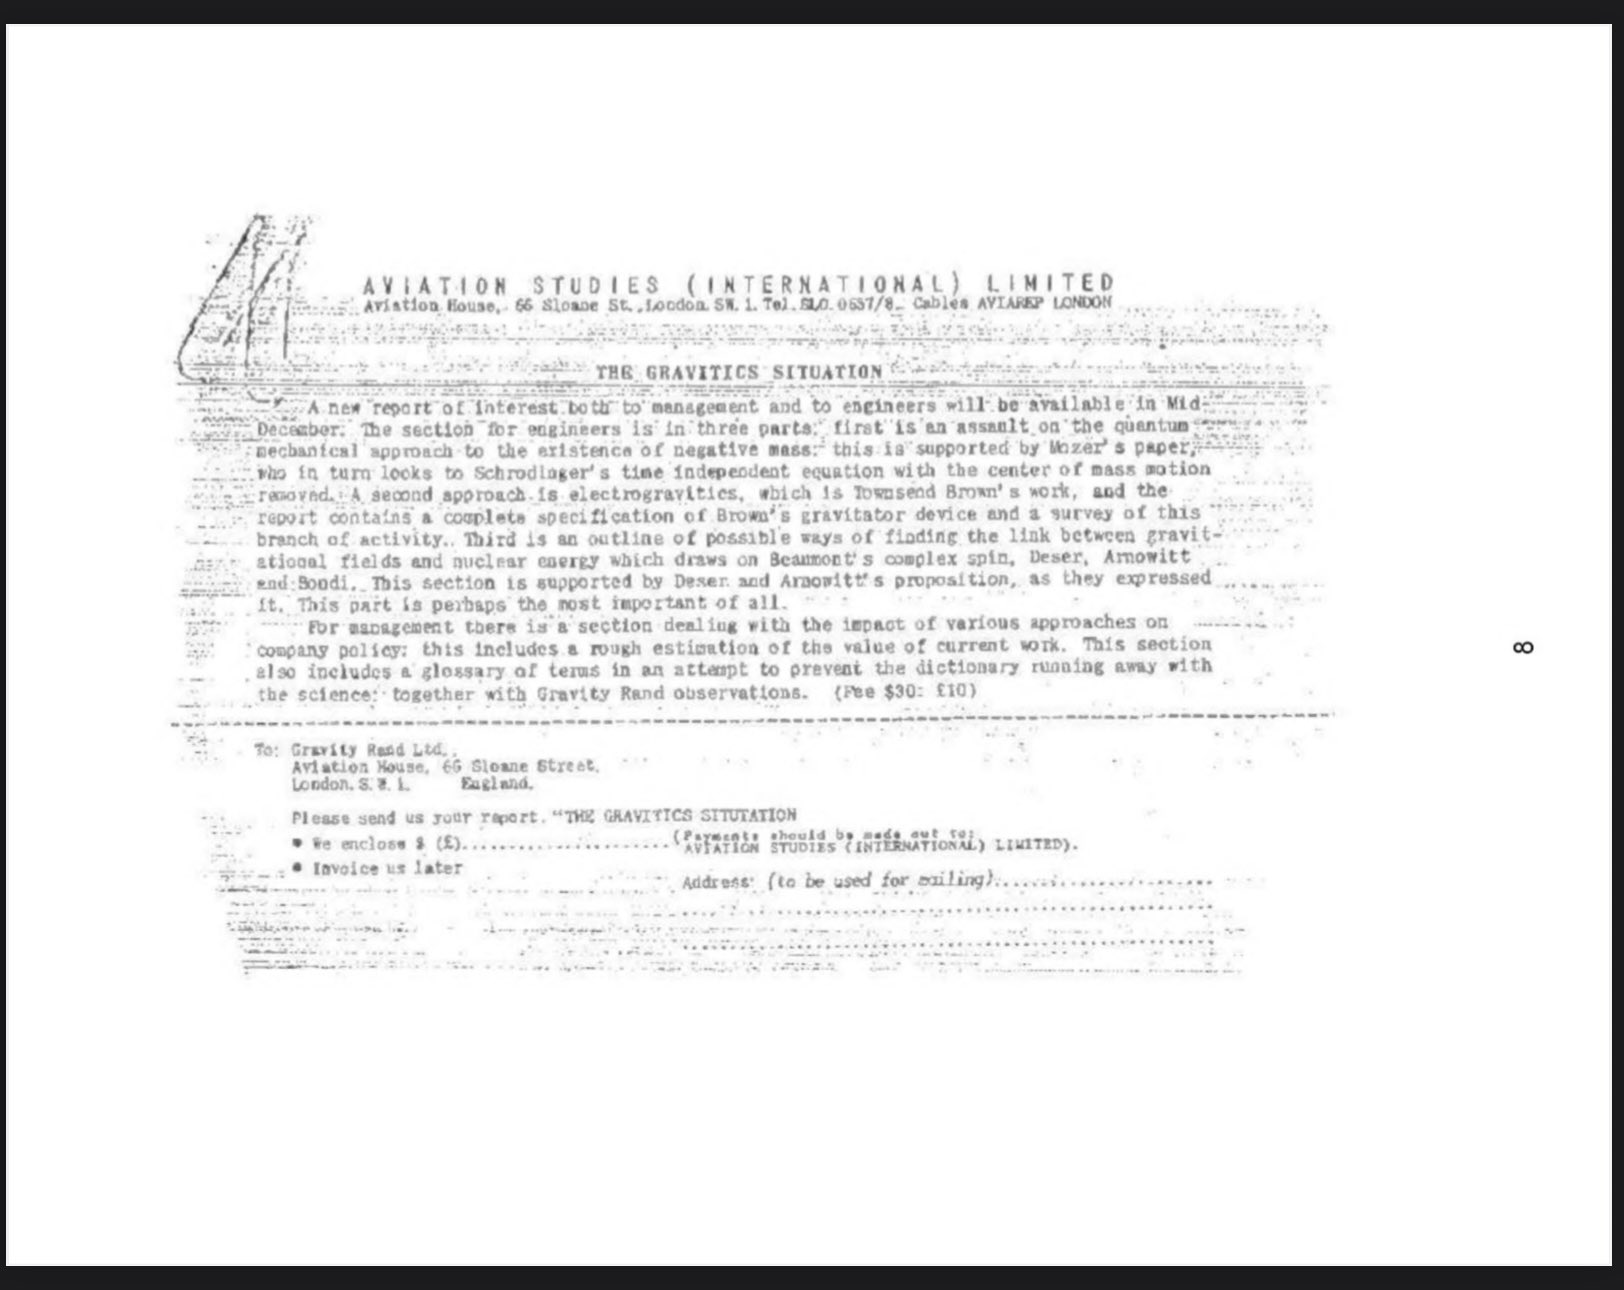 AVIATION STUDIES (INTERNATIONAL) LIMITED
Aviation House, 66 Sloane St., London. SW. 1. Tel. SLO. 0637/8. Cables AVIAREP LONDON
THE GRAVITICS SITUATION
A new report of interest both to management and to engineers will be available in Mid-
December. The section for engineers is in three parts: first is an assault on the quantum
mechanical approach to the existence of negative mass: this is supported by Mozer's paper,
who in turn looks to Schrodinger's time independent equation with the center of mass motion
removed. A second approach is electrogravitics, which is Townsend Brown's work, and the
report contains a complete specification of Brown's gravitator device and a survey of this
branch of activity. Third is an outline of possible ways of finding the link between gravit-
ational fields and nuclear energy which draws on Beaumont's complex spin, Deser, Arnowitt
and Bondi. This section is supported by Deser and Arnowitt's proposition, as they expressed
it. This part is perhaps the most important of all.
For management there is a section dealing with the impact of various approaches on
company policy: this includes a rough estimation of the value of current work. This section
also includes a glossary of terms in an attempt to prevent the dictionary running away with
the science: together with Gravity Rand observations. (Fee $30: £10)
To: Gravity Rand Ltd.,
Aviation House, 66 Sloane Street,
London. S.W. 1. England.
Please send us your report. "THE GRAVITICS SITUTATION
• We enclose $ (£)......................(Payments should be made out to:
AVIATION STUDIES (INTERNATIONAL) LIMITED).
• Invoice us later
Address: (to be used for mailing)........................
8